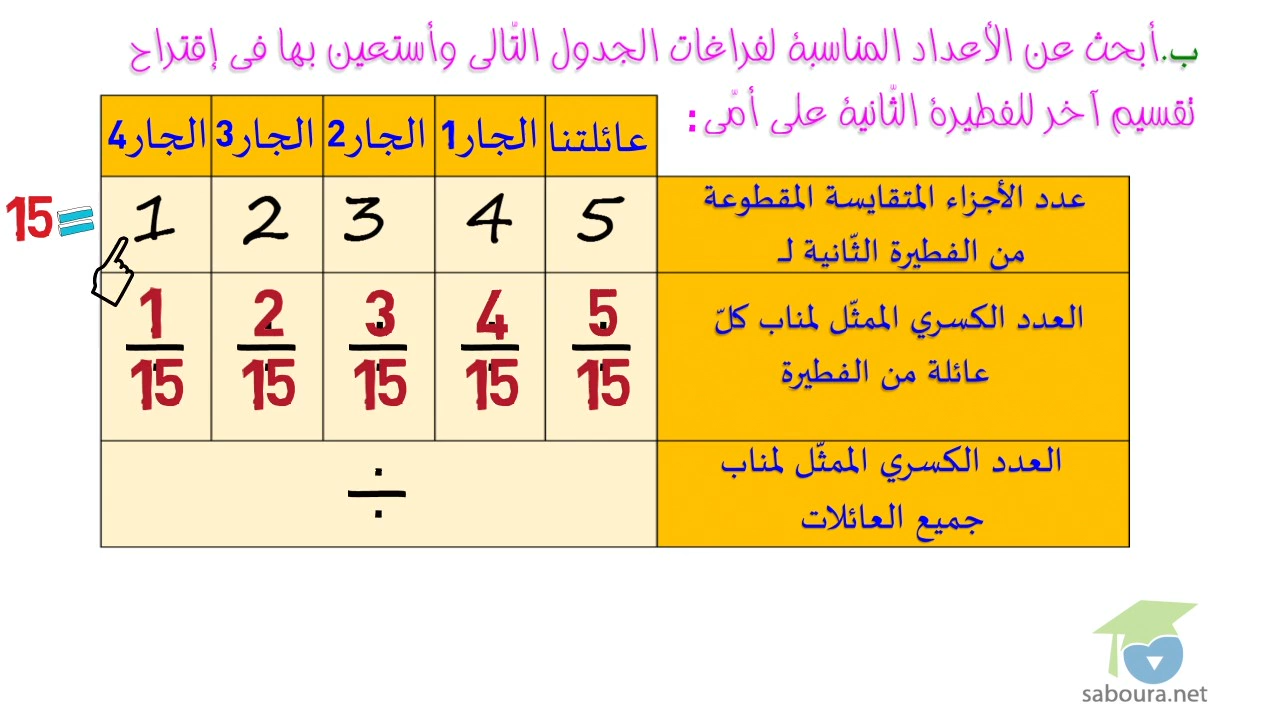 ب.أبحث عن الأعداد المناسبة لفراغات الجدول التّالى وأستعين بها فى إقتراح
تقسيم آخر للفطيرة الثّانية على أمّى:
عائلتنا الجار1 الجار2 الجار3 الجار4
عدد الأجزاء المتقايسة المقطوعة
من الفطيرة الثّانية لـ
5 4 3 2 1 =15
العدد الكسري الممثّل لمناب كلّ
عائلة من الفطيرة
5 4 3 2 1
15 15 15 15 15
العدد الكسري الممثّل لمناب
جميع العائلات
÷
saboura.net